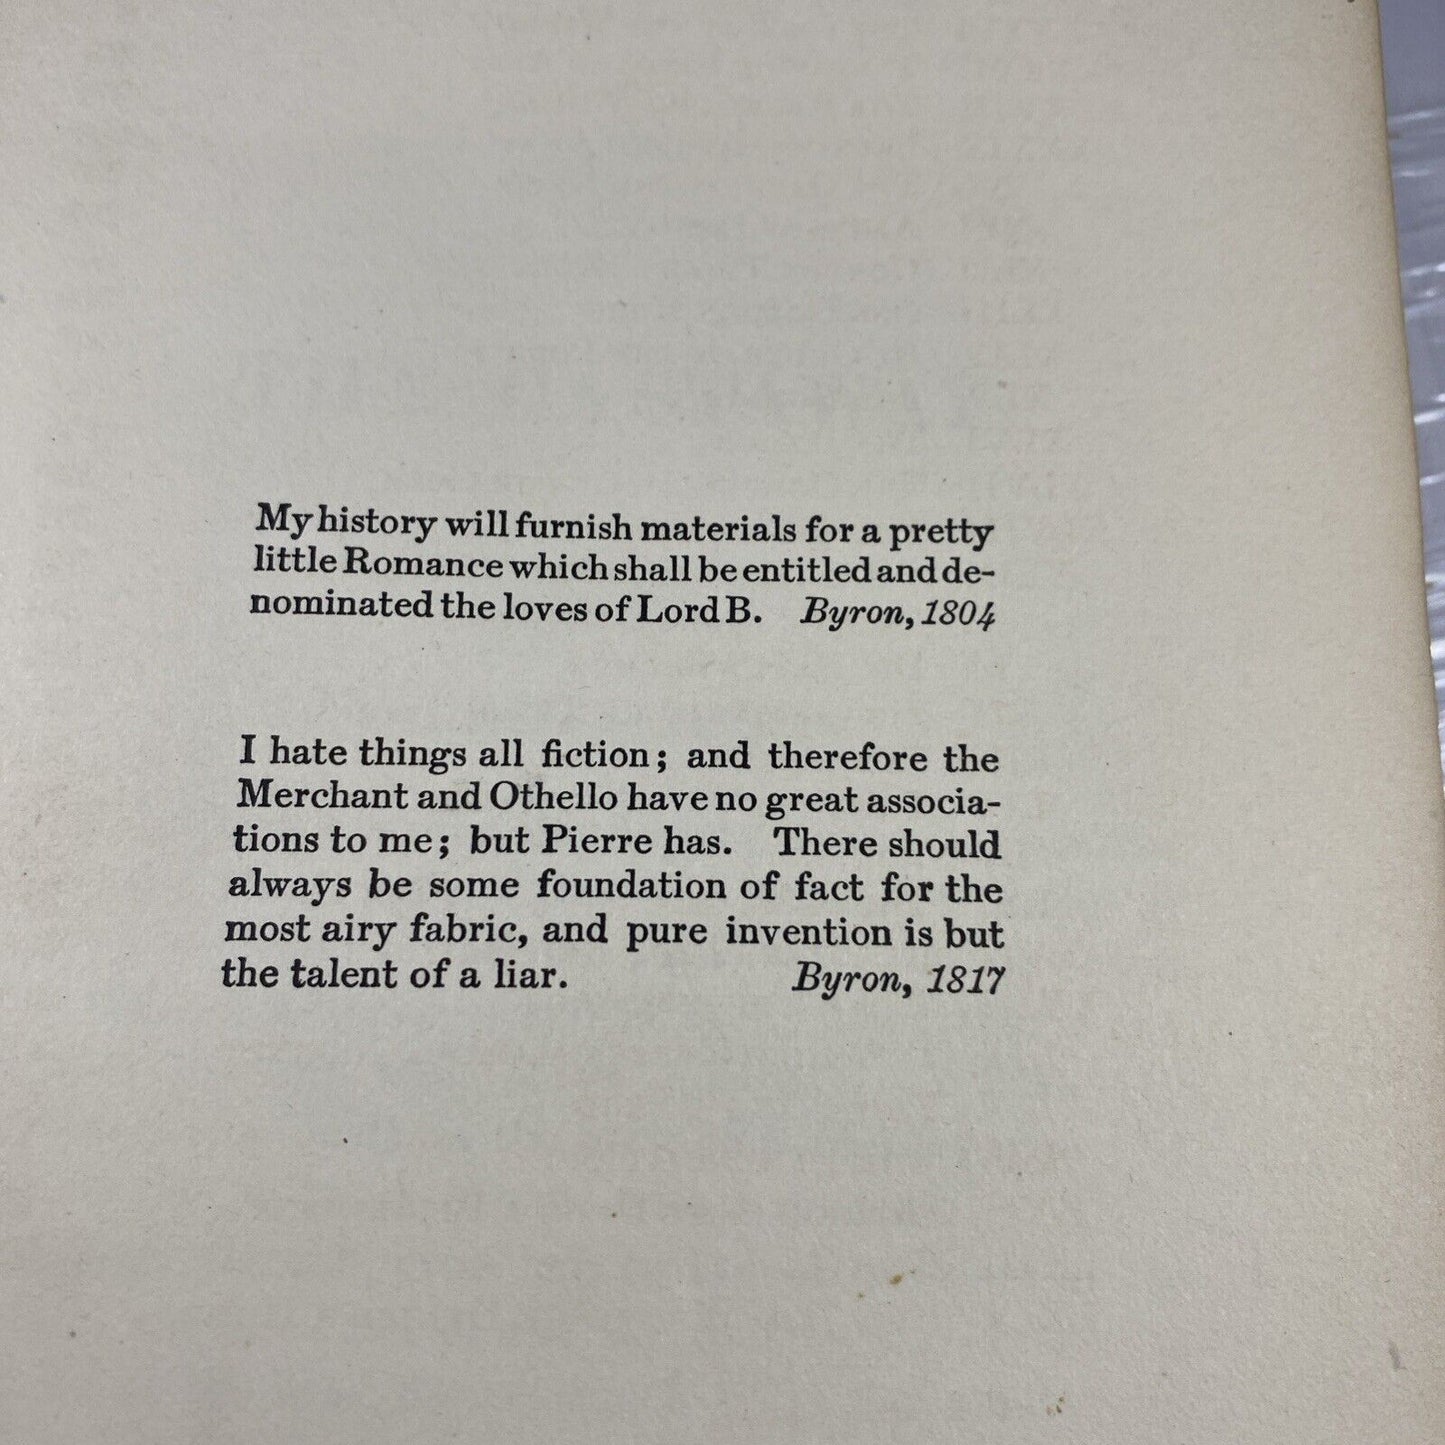 My history will furnish materials for a pretty
little Romance which shall be entitled and de-
nominated the loves of Lord B. Byron, 1804
I hate things all fiction; and therefore the
Merchant and Othello have no great associa-
tions to me; but Pierre has. There should
always be some foundation of fact for the
most airy fabric, and pure invention is but
the talent of a liar. Byron, 1817